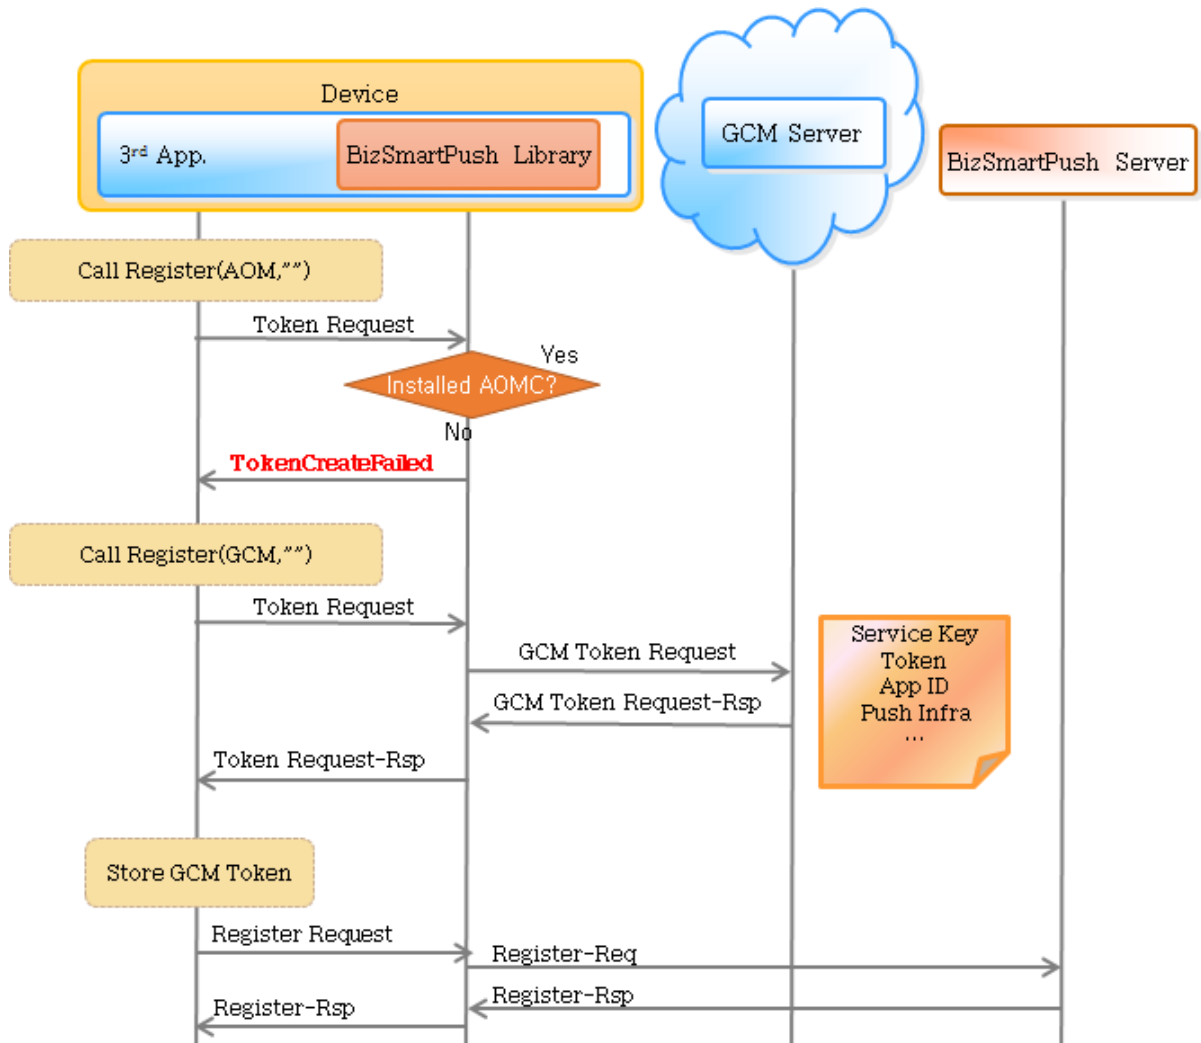 Device
3rd App.
BizSmartPush Library
GCM Server
BizSmartPush Server
Call Register(AOM,””)
Token Request
Yes
Installed AOMC?
No
TokenCreateFailed
Call Register(GCM,””)
Token Request
GCM Token Request
GCM Token Request-Rsp
Token Request-Rsp
Service Key
Token
App ID
Push Infra
...
Store GCM Token
Register Request
Register-Req
Register-Rsp
Register-Rsp